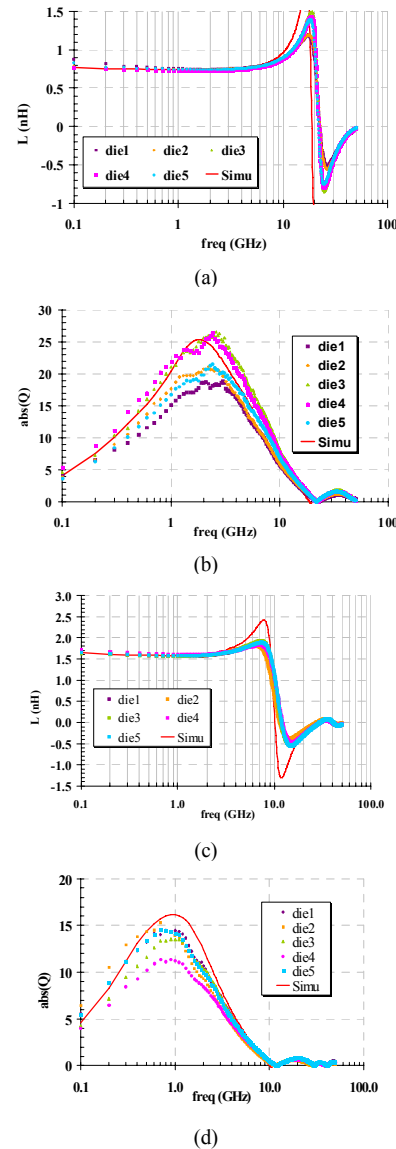 1.5
1
0.5
0
-0.5
-1
L (nH)
die1 die2 die3
die4 die5 Simu
0.1 1 10 100
freq (GHz)
(a)
30
25
20
15
10
5
0
abs(Q)
die1
die2
die3
die4
die5
Simu
0.1 1 10 100
freq (GHz)
(b)
3.0
2.5
2.0
1.5
1.0
0.5
0.0
-0.5
-1.0
-1.5
L (nH)
die1 die2
die3 die4
die5 Simu
0.1 1.0 10.0 100.0
freq (GHz)
(c)
20
15
10
5
0
abs(Q)
die1
die2
die3
die4
die5
Simu
0.1 1.0 10.0 100.0
freq (GHz)
(d)